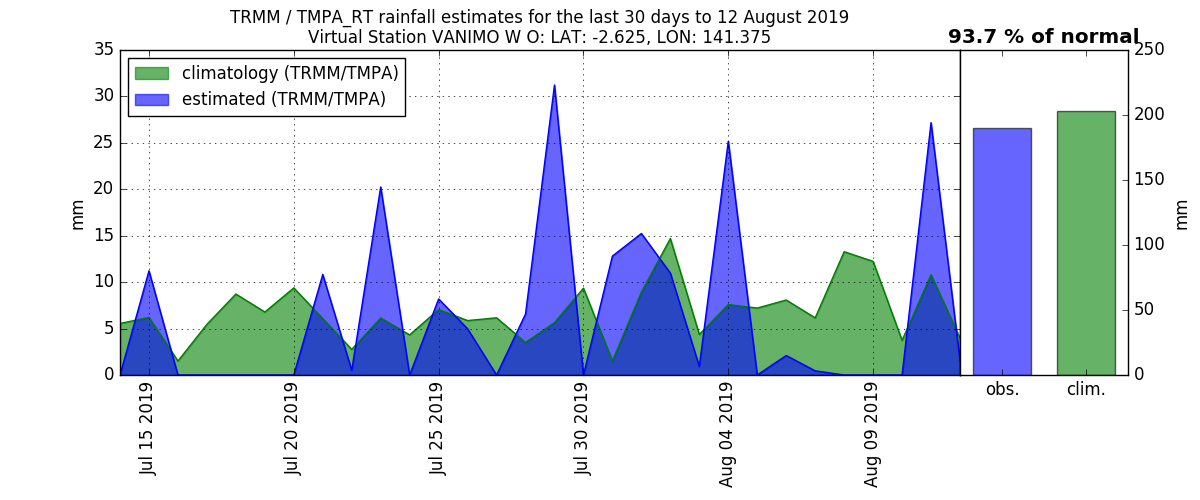 TRMM / TMPA_RT rainfall estimates for the last 30 days to 12 August 2019
Virtual Station VANIMO W O: LAT: -2.625, LON: 141.375
93.7 % of normal
climatology (TRMM/TMPA)
estimated (TRMM/TMPA)
35
30
25
20
15
10
5
0
mm
Jul 15 2019
Jul 20 2019
Jul 25 2019
Jul 30 2019
Aug 04 2019
Aug 09 2019
250
200
150
100
50
0
mm
obs.
clim.